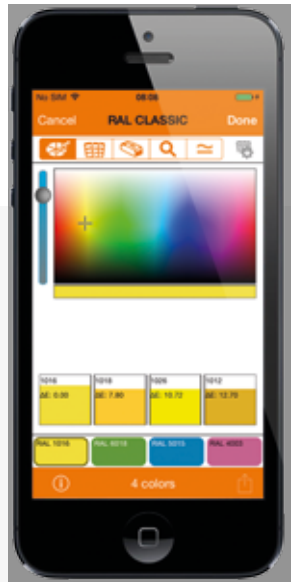 No SIM 08:08
Cancel RAL CLASSIC Done
1016 1018 1026 1012
ΔE: 0.00 ΔE: 7.80 ΔE: 10.72 ΔE: 12.70
RAL 1016 RAL 6018 RAL 5015 RAL 4003
4 colors